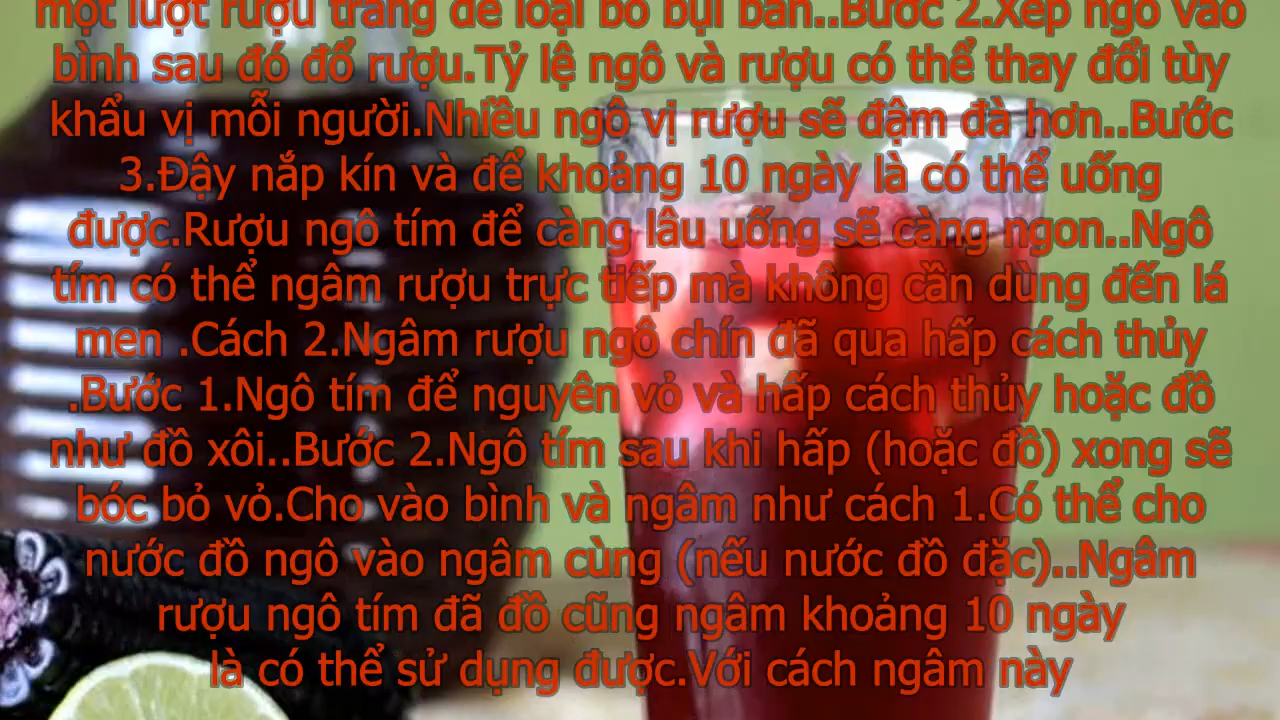 một lượt rượu trắng để loại bỏ bụi bẩn..Bước 2.Xếp ngô vào
bình sau đó đổ rượu.Tỷ lệ ngô và rượu có thể thay đổi tùy
khẩu vị mỗi người.Nhiều ngô vị rượu sẽ đậm đà hơn..Bước
3.Đậy nắp kín và để khoảng 10 ngày là có thể uống
được.Rượu ngô tím để càng lâu uống sẽ càng ngon..Ngô
tím có thể ngâm rượu trực tiếp mà không cần dùng đến lá
men .Cách 2.Ngâm rượu ngô chín đã qua hấp cách thủy
.Bước 1.Ngô tím để nguyên vỏ và hấp cách thủy hoặc đồ
như đồ xôi..Bước 2.Ngô tím sau khi hấp (hoặc đồ) xong sẽ
bóc bỏ vỏ.Cho vào bình và ngâm như cách 1.Có thể cho
nước đồ ngô vào ngâm cùng (nếu nước đồ đặc)..Ngâm
rượu ngô tím đã đồ cũng ngâm khoảng 10 ngày
là có thể sử dụng được.Với cách ngâm này